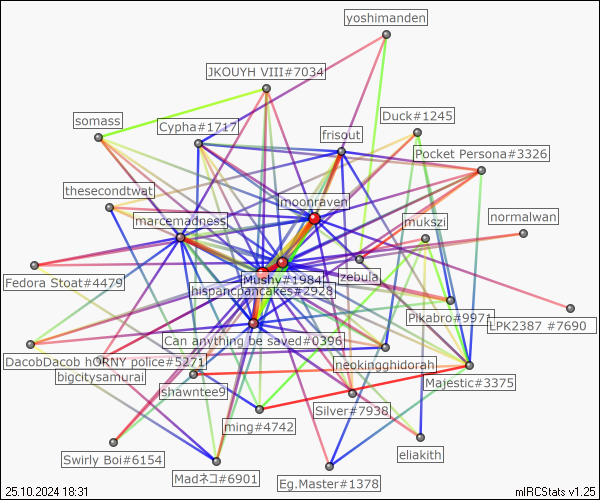 yoshimanden
JKOUYH VIII#7034
Duck#1245
somass
Cypha#1717
frisout
Pocket Persona#3326
thesecondtwat
moonraven
marcemadness
mukszi
normalwan
Fedora Stoat#4479
Mushy#1984
zebula
hispanicpancakes#2928
Pikabro#9971
LPK2387 #7690
Can anything be saved#0396
DacobDacob hORNY police#5271
neokingghidorah
bigcitysamurai
Majestic#3375
shawntee9
Silver#7938
ming#4742
eliakith
Swirly Boi#6154
Madネコ#6901
Eg.Master#1378
25.10.2024 18:31
mIRCStats v1.25